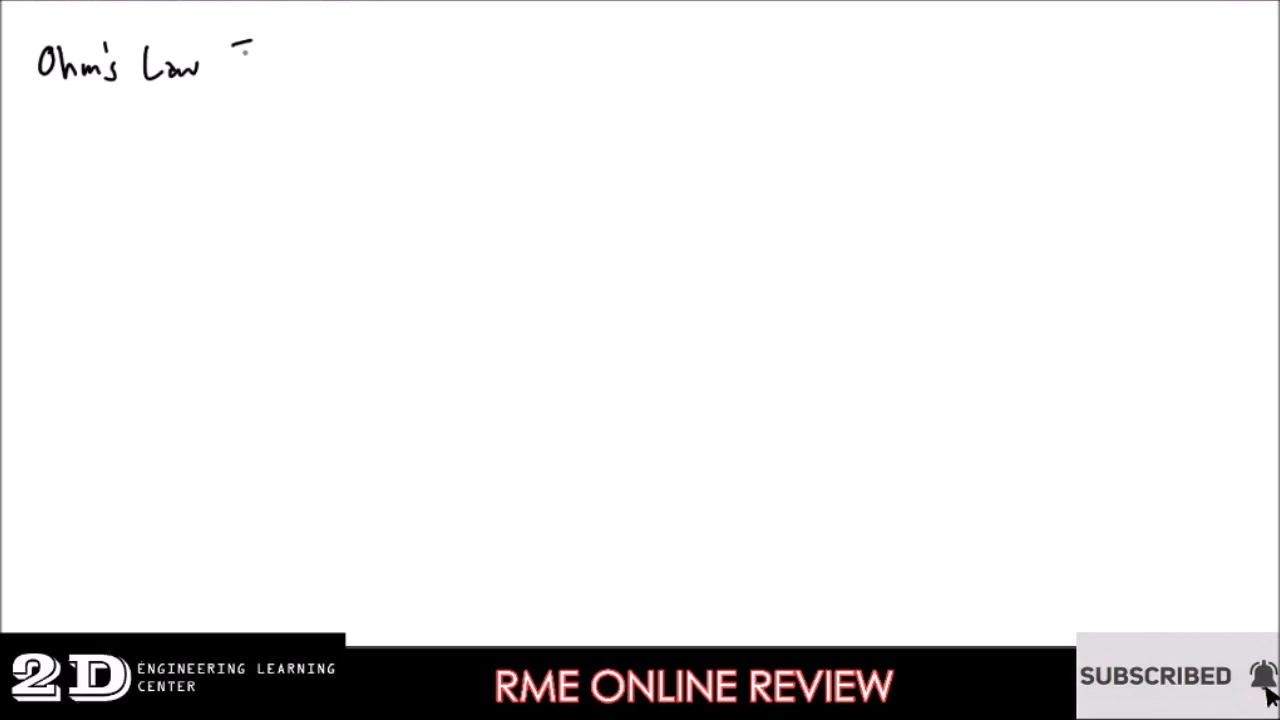 Ohm's Law
2D ENGINEERING LEARNING
CENTER
RME ONLINE REVIEW
SUBSCRIBED